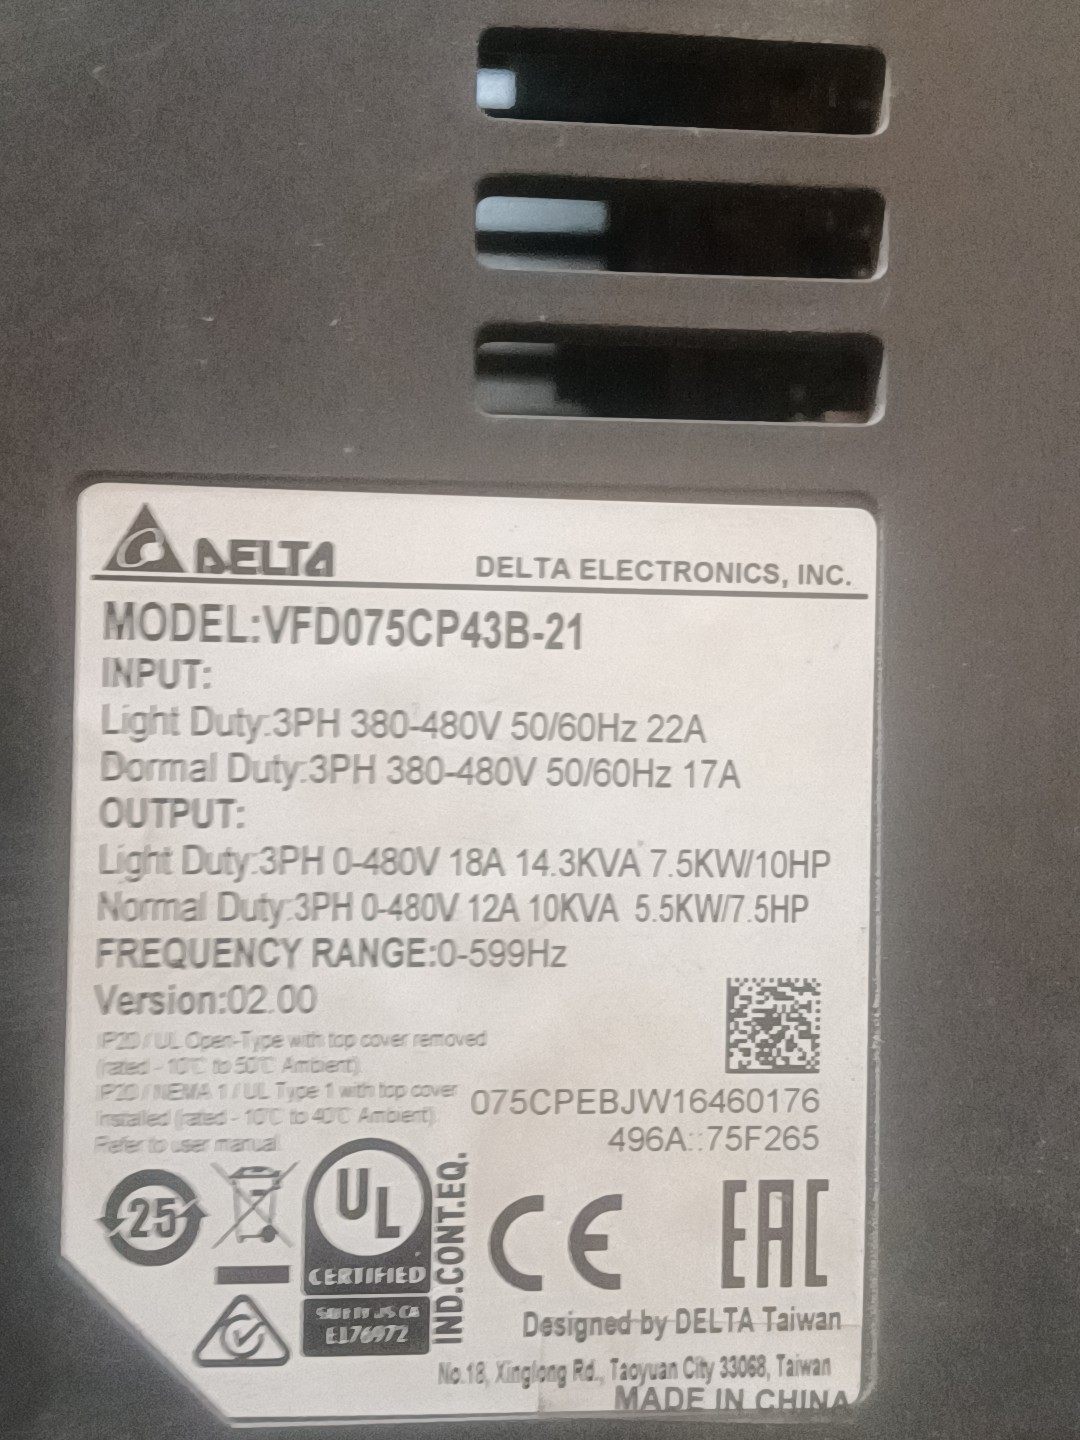 DELTA
DELTA ELECTRONICS, INC.
MODEL:VFD075CP43B-21
INPUT:
Light Duty:3PH 380-480V 50/60Hz 22A
Dormal Duty:3PH 380-480V 50/60Hz 17A
OUTPUT:
Light Duty:3PH 0-480V 18A 14.3KVA 7.5KW/10HP
Normal Duty:3PH 0-480V 12A 10KVA 5.5KW/7.5HP
FREQUENCY RANGE:0-599Hz
Version:02.00
IP20 / UL Open-Type with top cover removed
(rated - 10℃ to 50℃ Ambient).
IP20 / NEMA 1 / UL Type 1 with top cover
installed (rated - 10℃ to 40℃ Ambient).
Refer to user manual.
075CPEBJW16460176
496A::75F265
25
UL
CERTIFIED
E176972
IND.CONT.EQ.
CE
EAC
Designed by DELTA Taiwan
No.18, Xinglong Rd., Taoyuan City 33068, Taiwan
MADE IN CHINA